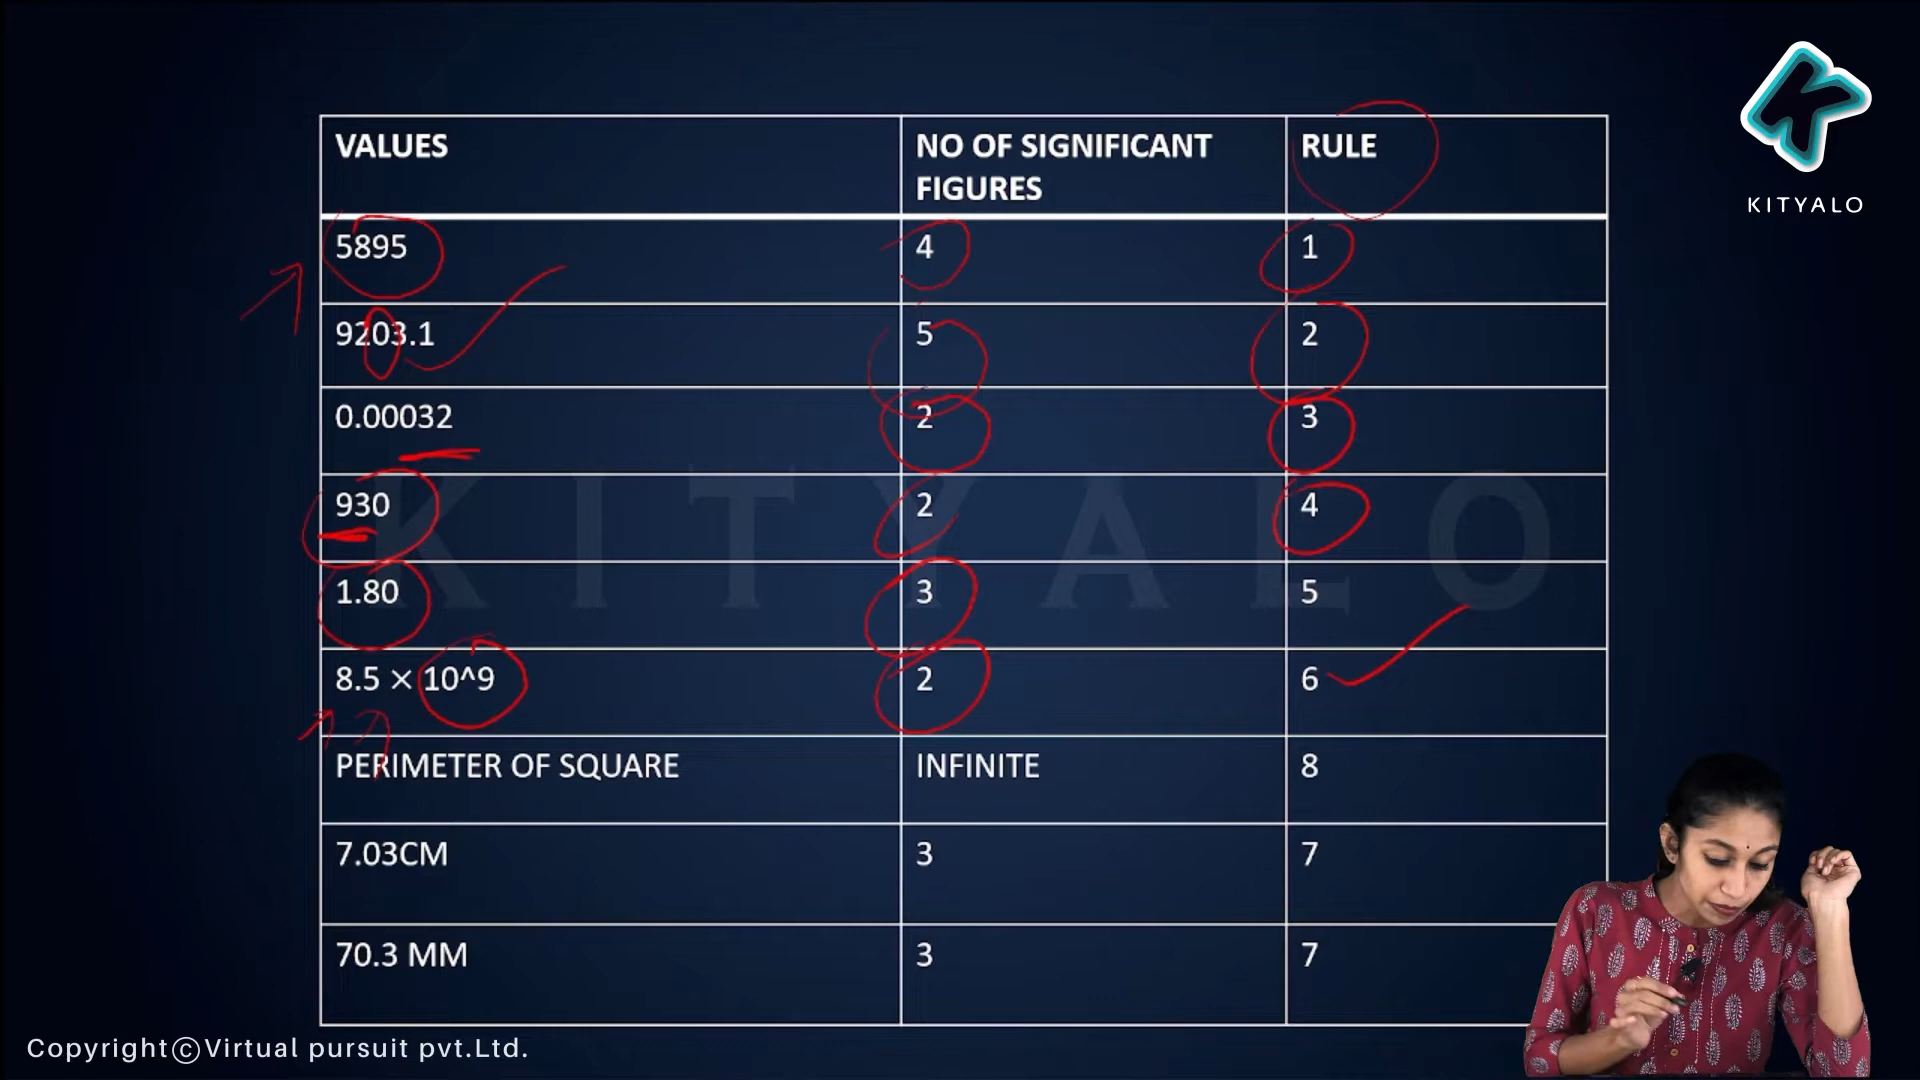 KITYALO
VALUES NO OF SIGNIFICANT FIGURES RULE
5895 4 1
9203.1 5 2
0.00032 2 3
930 2 4
KITYALO
1.80 3 5
8.5 × 10^9 2 6
PERIMETER OF SQUARE INFINITE 8
7.03CM 3 7
70.3 MM 3 7
Copyright©Virtual pursuit pvt.Ltd.